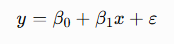 y = β₀ + β₁x + ε